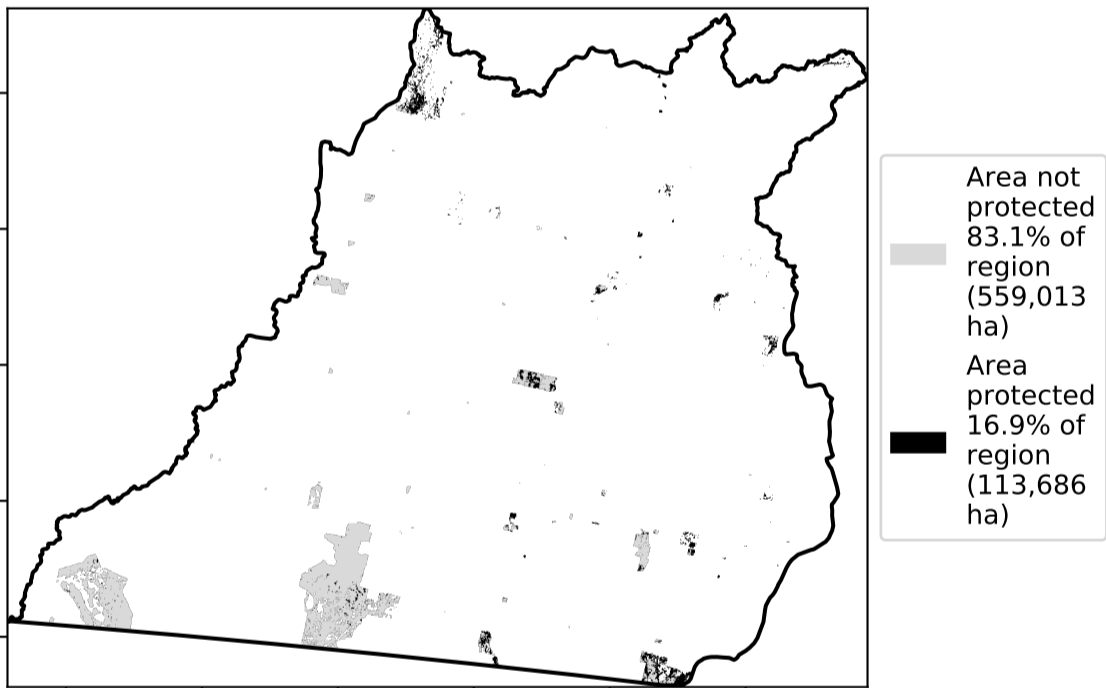 Area not
protected
83.1% of
region
(559,013
ha)
Area
protected
16.9% of
region
(113,686
ha)